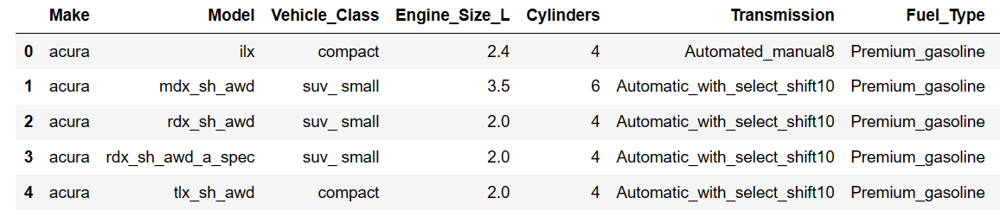 Make Model Vehicle_Class Engine_Size_L Cylinders Transmission Fuel_Type
0 acura ilx compact 2.4 4 Automated_manual8 Premium_gasoline
1 acura mdx_sh_awd suv_ small 3.5 6 Automatic_with_select_shift10 Premium_gasoline
2 acura rdx_sh_awd suv_ small 2.0 4 Automatic_with_select_shift10 Premium_gasoline
3 acura rdx_sh_awd_a_spec suv_ small 2.0 4 Automatic_with_select_shift10 Premium_gasoline
4 acura tlx_sh_awd compact 2.0 4 Automatic_with_select_shift10 Premium_gasoline